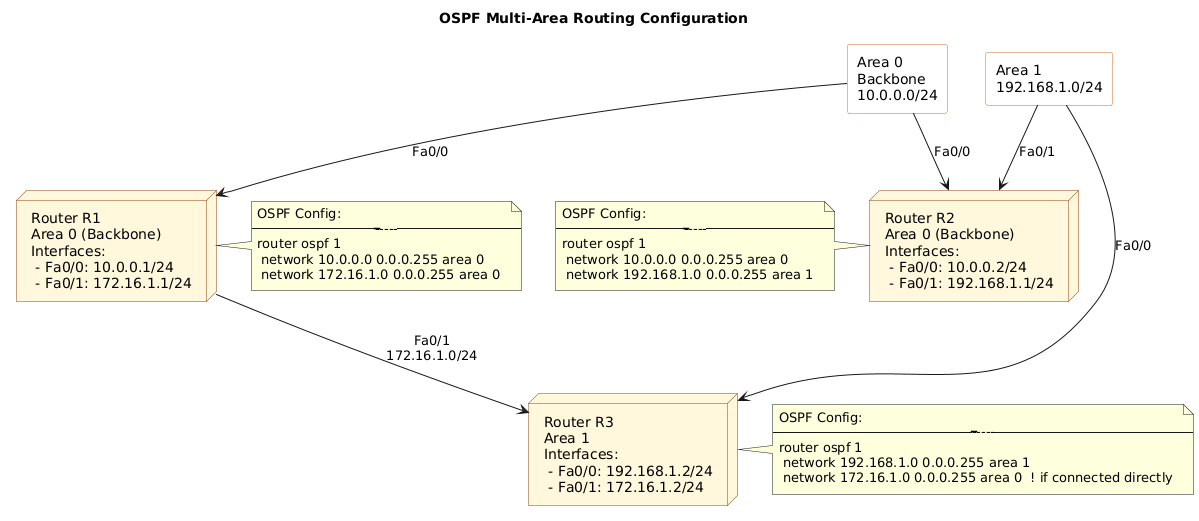 OSPF Multi-Area Routing Configuration
Area 0
Backbone
10.0.0.0/24
Area 1
192.168.1.0/24
Fa0/0
Fa0/0
Fa0/1
Router R1
Area 0 (Backbone)
Interfaces:
- Fa0/0: 10.0.0.1/24
- Fa0/1: 172.16.1.1/24
OSPF Config:
router ospf 1
network 10.0.0.0 0.0.0.255 area 0
network 172.16.1.0 0.0.0.255 area 0
OSPF Config:
router ospf 1
network 10.0.0.0 0.0.0.255 area 0
network 192.168.1.0 0.0.0.255 area 1
Router R2
Area 0 (Backbone)
Interfaces:
- Fa0/0: 10.0.0.2/24
- Fa0/1: 192.168.1.1/24
Fa0/0
Fa0/1
172.16.1.0/24
Router R3
Area 1
Interfaces:
- Fa0/0: 192.168.1.2/24
- Fa0/1: 172.16.1.2/24
OSPF Config:
router ospf 1
network 192.168.1.0 0.0.0.255 area 1
network 172.16.1.0 0.0.0.255 area 0  ! if connected directly